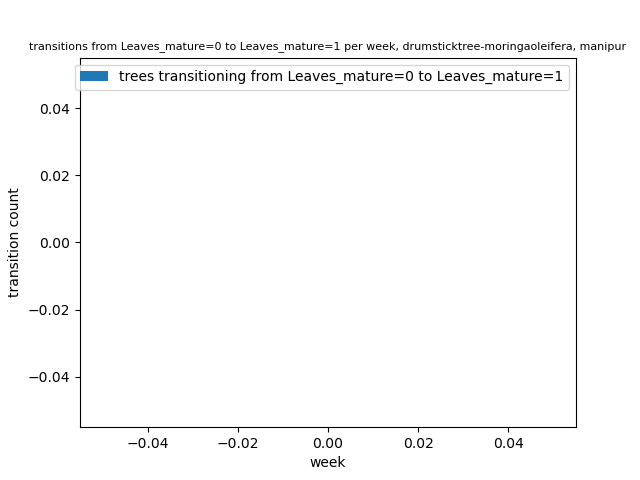 transitions from Leaves_mature=0 to Leaves_mature=1 per week, drumsticktree-moringaoleifera, manipur
trees transitioning from Leaves_mature=0 to Leaves_mature=1
0.04
0.02
0.00
−0.02
−0.04
transition count
−0.04 −0.02 0.00 0.02 0.04
week